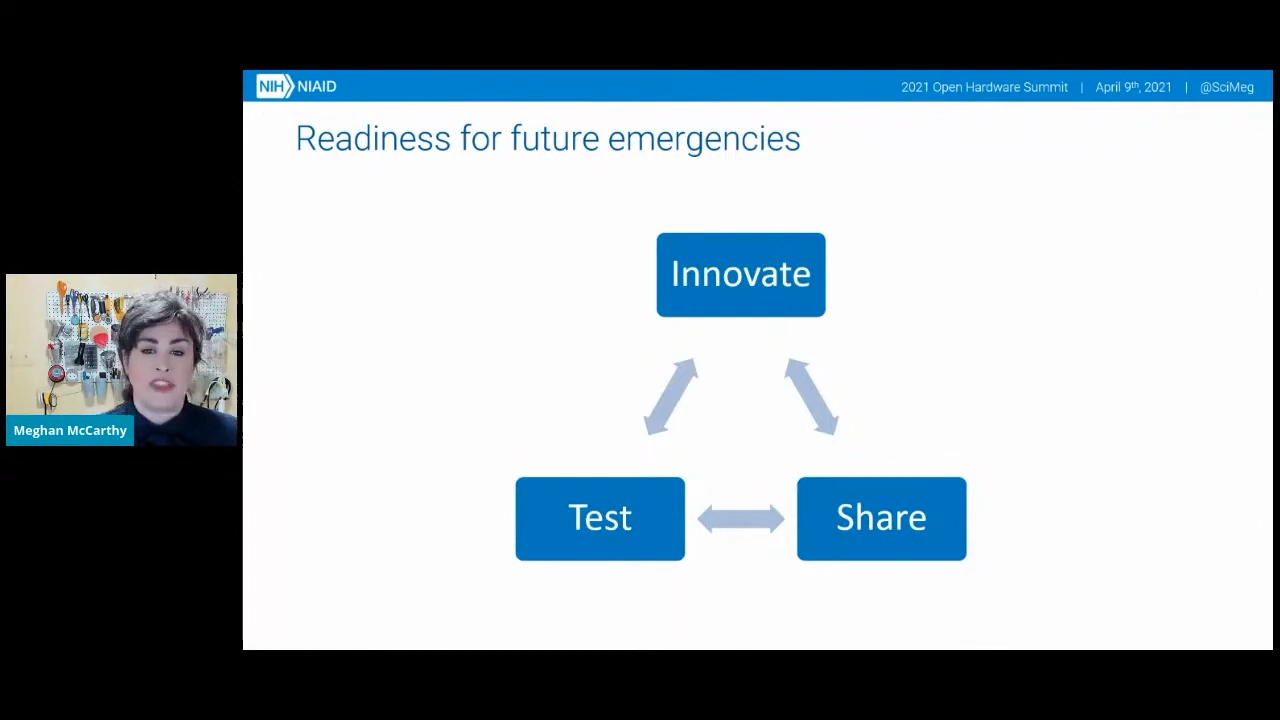 NIH NIAID
2021 Open Hardware Summit | April 9th, 2021 | @SciMeg
Readiness for future emergencies
Innovate
Test
Share
Meghan McCarthy